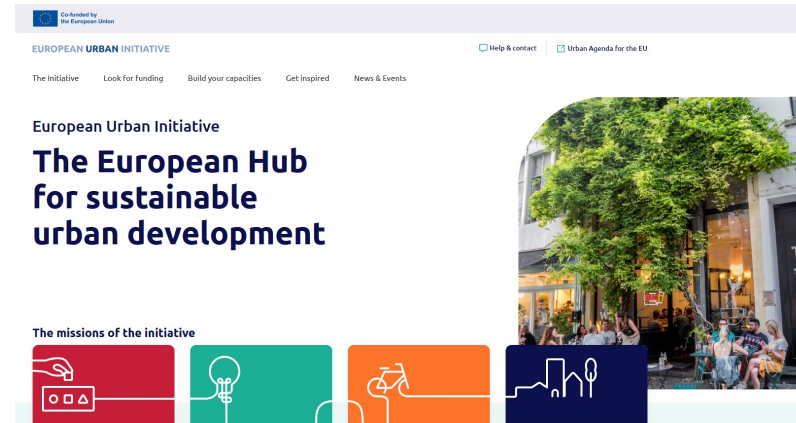 Co-funded by
the European Union
EUROPEAN URBAN INITIATIVE
Help & contact
Urban Agenda for the EU
The Initiative
Look for funding
Build your capacities
Get inspired
News & Events
European Urban Initiative
The European Hub
for sustainable
urban development
The missions of the initiative